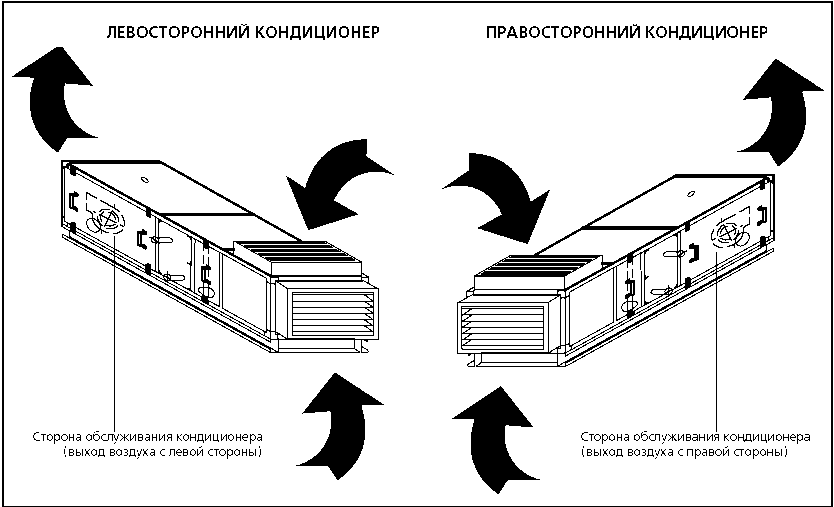 ЛЕВОСТОРОННИЙ КОНДИЦИОНЕР
ПРАВОСТОРОННИЙ КОНДИЦИОНЕР
Сторона обслуживания кондиционера
(выход воздуха с левой стороны)
Сторона обслуживания кондиционера
(выход воздуха с правой стороны)